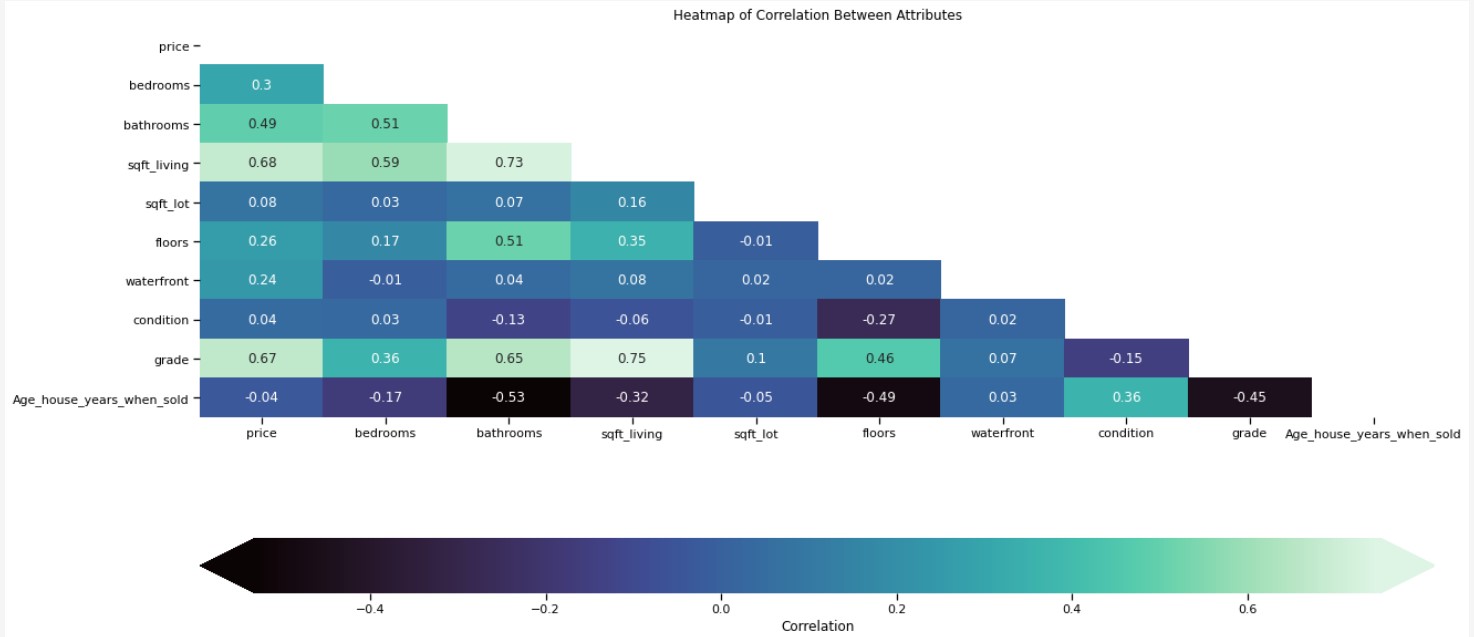 Heatmap of Correlation Between Attributes
price
bedrooms 0.3
bathrooms 0.49 0.51
sqft_living 0.68 0.59 0.73
sqft_lot 0.08 0.03 0.07 0.16
floors 0.26 0.17 0.51 0.35 -0.01
waterfront 0.24 -0.01 0.04 0.08 0.02 0.02
condition 0.04 0.03 -0.13 -0.06 -0.01 -0.27 0.02
grade 0.67 0.36 0.65 0.75 0.1 0.46 0.07 -0.15
Age_house_years_when_sold -0.04 -0.17 -0.53 -0.32 -0.05 -0.49 0.03 0.36 -0.45
price bedrooms bathrooms sqft_living sqft_lot floors waterfront condition grade Age_house_years_when_sold
−0.4 −0.2 0.0 0.2 0.4 0.6
Correlation